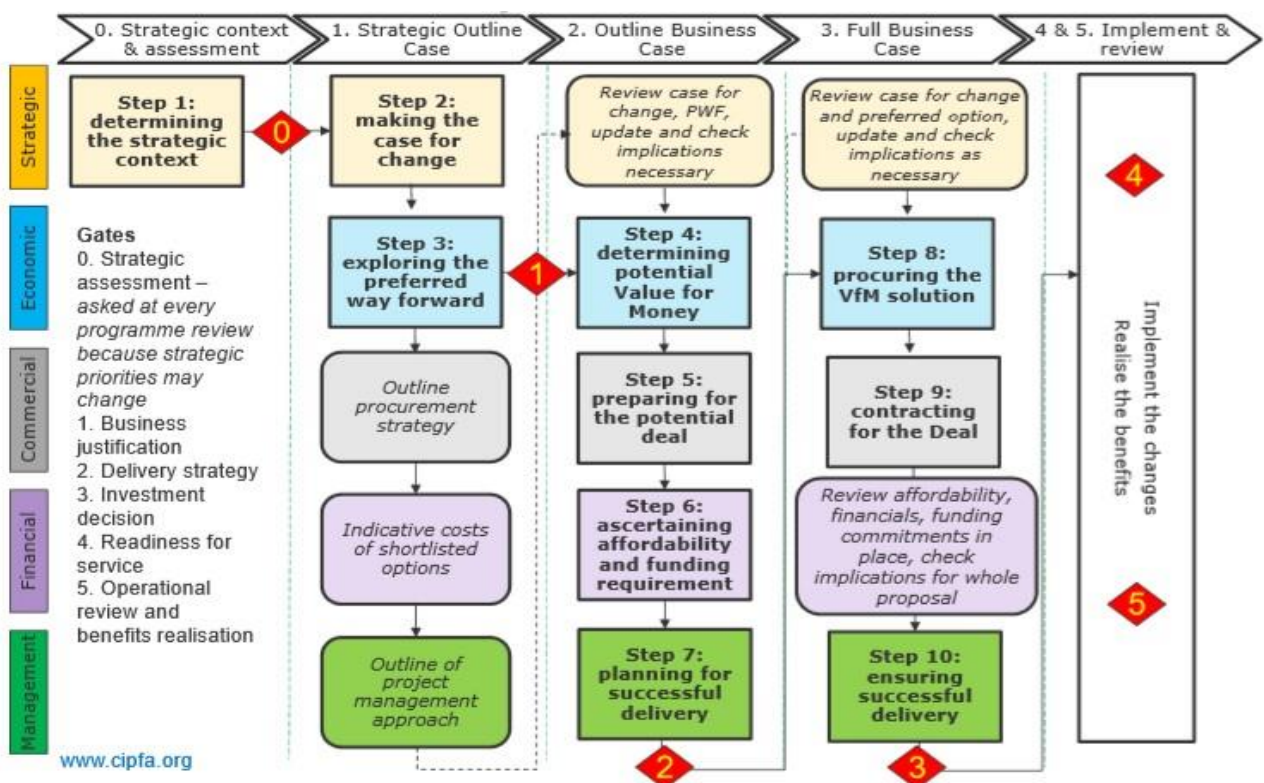 0. Strategic context
& assessment
1. Strategic Outline
Case
2. Outline Business
Case
3. Full Business
Case
4 & 5. Implement &
review
Strategic
Economic
Commercial
Financial
Management
Step 1:
determining
the strategic
context
0
Gates
0. Strategic
assessment –
asked at every
programme review
because strategic
priorities may
change
1. Business
justification
2. Delivery strategy
3. Investment
decision
4. Readiness for
service
5. Operational
review and
benefits realisation
www.cipfa.org
Step 2:
making the
case for
change
Step 3:
exploring the
preferred
way forward
1
Outline
procurement
strategy
Indicative costs
of shortlisted
options
Outline of
project
management
approach
Review case for
change, PWF,
update and check
implications
necessary
Step 4:
determining
potential
Value for
Money
Step 5:
preparing for
the potential
deal
Step 6:
ascertaining
affordability
and funding
requirement
Step 7:
planning for
successful
delivery
2
Review case for change
and preferred option,
update and check
implications as
necessary
Step 8:
procuring the
VfM solution
Step 9:
contracting
for the Deal
Review affordability,
financials, funding
commitments in
place, check
implications for whole
proposal
Step 10:
ensuring
successful
delivery
3
4
Implement the changes
Realise the benefits
5